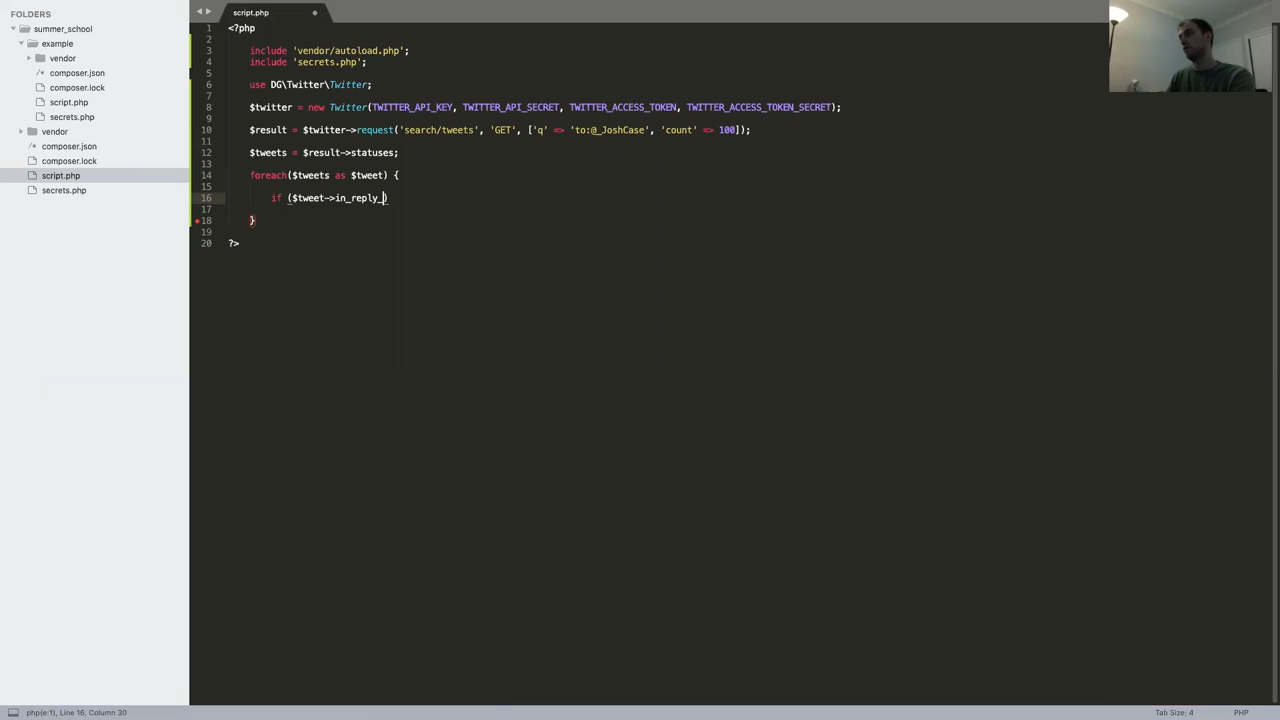 FOLDERS
summer_school
example
vendor
composer.json
composer.lock
script.php
secrets.php
vendor
composer.json
composer.lock
script.php
secrets.php
script.php
1 <?php
2
3 include 'vendor/autoload.php';
4 include 'secrets.php';
5
6 use DG\Twitter\Twitter;
7
8 $twitter = new Twitter(TWITTER_API_KEY, TWITTER_API_SECRET, TWITTER_ACCESS_TOKEN, TWITTER_ACCESS_TOKEN_SECRET);
9
10 $result = $twitter->request('search/tweets', 'GET', ['q' => 'to:@_JoshCase', 'count' => 100]);
11
12 $tweets = $result->statuses;
13
14 foreach($tweets as $tweet) {
15
16 if ($tweet->in_reply_)
17
18 }
19
20 ?>
php(e:1), Line 16, Column 30
Tab Size: 4
PHP